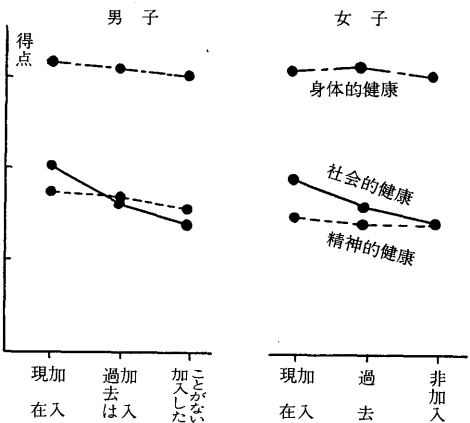 男子
女子
得点
身体的健康
社会的健康
精神的健康
現在加入
過去は加入
加入したことがない
現在加入
過去
非加入